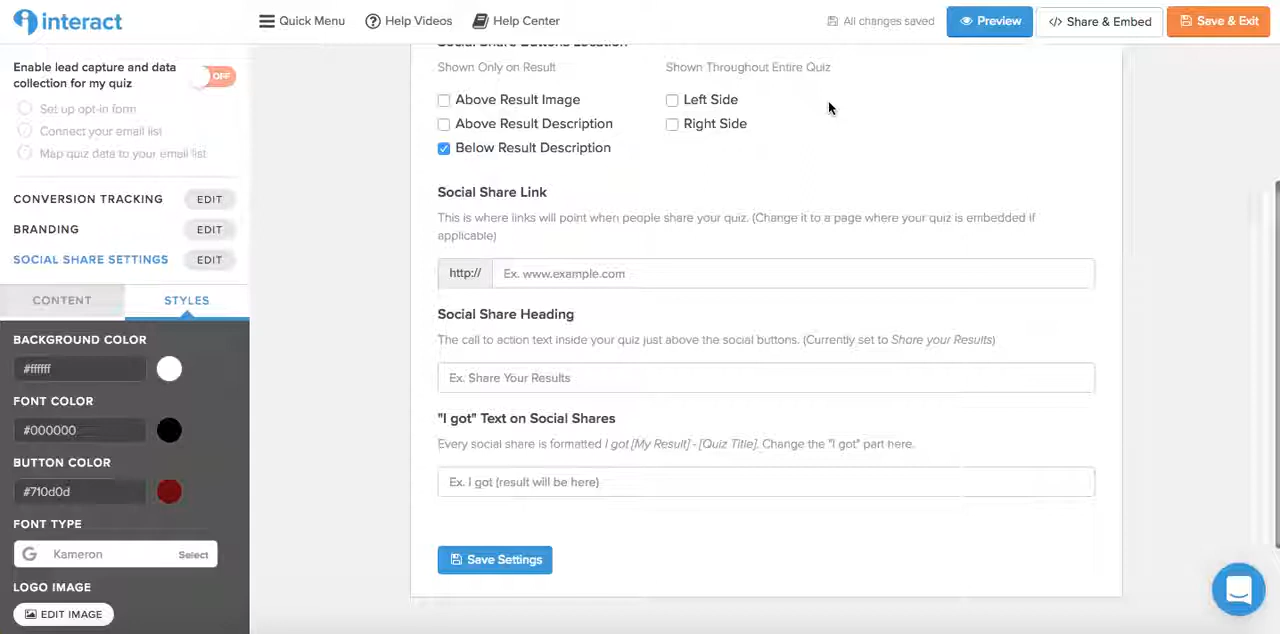 interact
Quick Menu
Help Videos
Help Center
All changes saved
Preview
</> Share & Embed
Save & Exit
Enable lead capture and data
collection for my quiz
OFF
Set up opt-in form
Connect your email list
Map quiz data to your email list
CONVERSION TRACKING
EDIT
BRANDING
EDIT
SOCIAL SHARE SETTINGS
EDIT
CONTENT
STYLES
BACKGROUND COLOR
#ffffff
FONT COLOR
#000000
BUTTON COLOR
#710d0d
FONT TYPE
G Kameron
Select
LOGO IMAGE
EDIT IMAGE
Social Share Buttons Location
Shown Only on Result
Shown Throughout Entire Quiz
Above Result Image
Left Side
Above Result Description
Right Side
Below Result Description
Social Share Link
This is where links will point when people share your quiz. (Change it to a page where your quiz is embedded if
applicable)
http://
Ex. www.example.com
Social Share Heading
The call to action text inside your quiz just above the social buttons. (Currently set to Share your Results)
Ex. Share Your Results
"I got" Text on Social Shares
Every social share is formatted I got [My Result] - [Quiz Title]. Change the "I got" part here.
Ex. I got (result will be here)
Save Settings